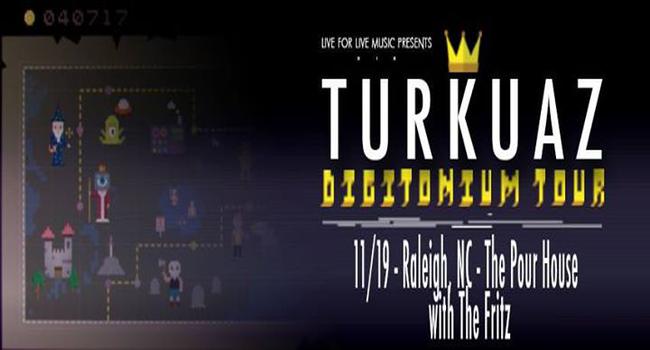 040717
LIVE FOR LIVE MUSIC PRESENTS
TURKUAZ
DIGITONIUM TOUR
11/19 - Raleigh, NC - The Pour House
with The Fritz